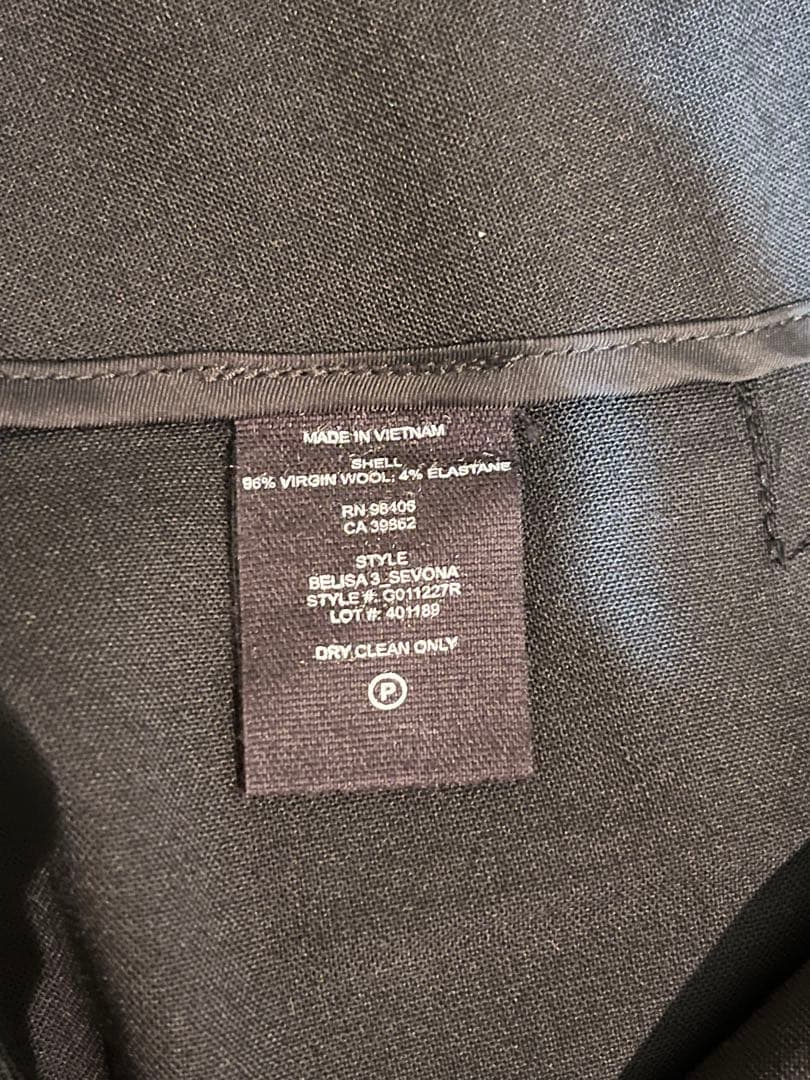 MADE IN VIETNAM
SHELL
96% VIRGIN WOOL; 4% ELASTANE
RN 98406
CA 39862
STYLE
BELISA 3_SEVONA
STYLE #: G011227R
LOT #: 401189
DRY CLEAN ONLY
P